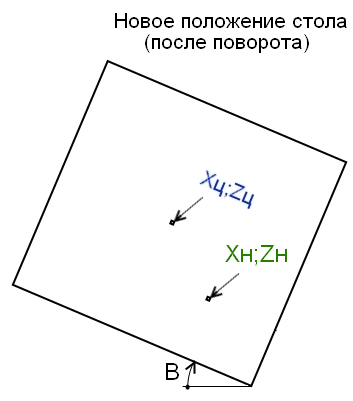 Новое положение стола
(после поворота)
Хц;Zц
Хн;Zн
В